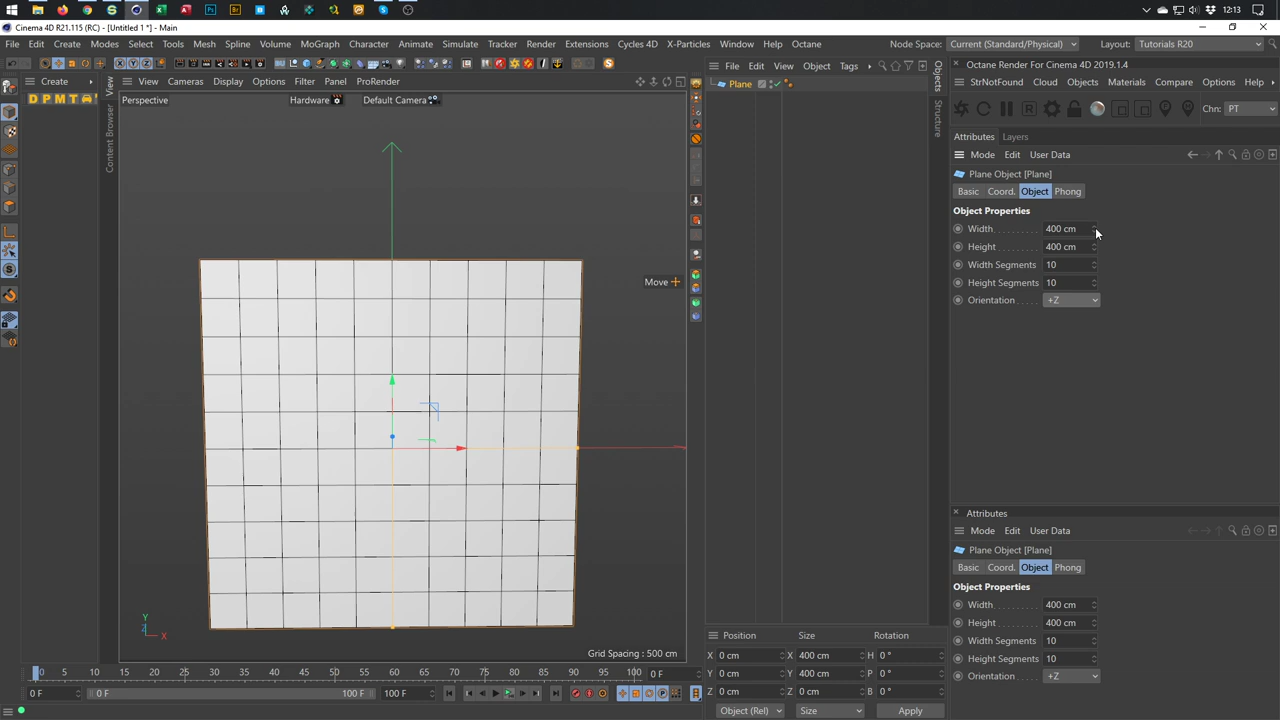 12:13
Cinema 4D R21.115 (RC) - [Untitled 1 *] - Main
File Edit Create Modes Select Tools Mesh Spline Volume MoGraph Character Animate Simulate Tracker Render Extensions Cycles 4D X-Particles Window Help Octane Node Space: Current (Standard/Physical) Layout: Tutorials R20
Create View Cameras Display Options Filter Panel ProRender
D P M T
View
Content Browser
Perspective Hardware Default Camera
Move
Y
Z X
Grid Spacing : 500 cm
File Edit View Object Tags
Plane
Objects
Structure
Octane Render For Cinema 4D 2019.1.4
StrNotFound Cloud Objects Materials Compare Options Help
R Chn: PT
Attributes Layers
Mode Edit User Data
Plane Object [Plane]
Basic Coord. Object Phong
Object Properties
Width 400 cm
Height 400 cm
Width Segments 10
Height Segments 10
Orientation +Z
Attributes
Mode Edit User Data
Plane Object [Plane]
Basic Coord. Object Phong
Object Properties
Width 400 cm
Height 400 cm
Width Segments 10
Height Segments 10
Orientation +Z
Position Size Rotation
X 0 cm X 400 cm H 0 °
Y 0 cm Y 400 cm P 0 °
Z 0 cm Z 0 cm B 0 °
Object (Rel) Size Apply
0 5 10 15 20 25 30 35 40 45 50 55 60 65 70 75 80 85 90 95 100 0 F
0 F 0 F 100 F 100 F